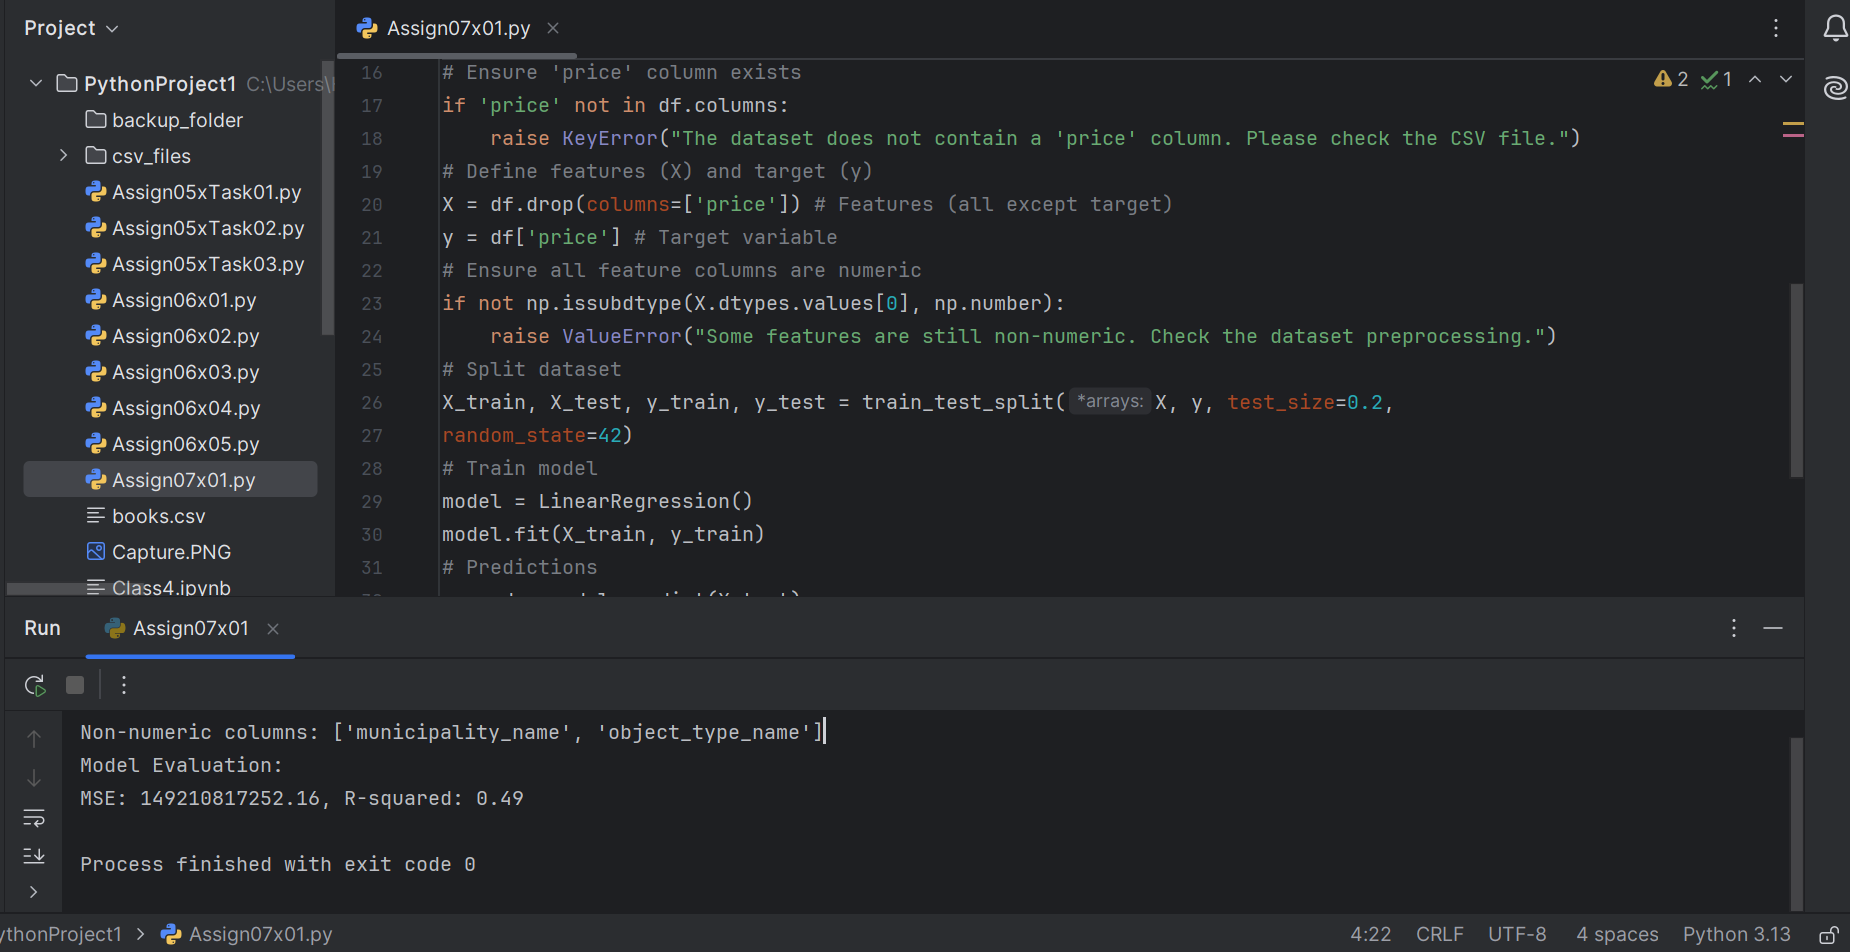 Project
Assign07x01.py
PythonProject1 C:\Users\
backup_folder
csv_files
Assign05xTask01.py
Assign05xTask02.py
Assign05xTask03.py
Assign06x01.py
Assign06x02.py
Assign06x03.py
Assign06x04.py
Assign06x05.py
Assign07x01.py
books.csv
Capture.PNG
Class4.ipynb
2 1
16 # Ensure 'price' column exists
17 if 'price' not in df.columns:
18     raise KeyError("The dataset does not contain a 'price' column. Please check the CSV file.")
19 # Define features (X) and target (y)
20 X = df.drop(columns=['price']) # Features (all except target)
21 y = df['price'] # Target variable
22 # Ensure all feature columns are numeric
23 if not np.issubdtype(X.dtypes.values[0], np.number):
24     raise ValueError("Some features are still non-numeric. Check the dataset preprocessing.")
25 # Split dataset
26 X_train, X_test, y_train, y_test = train_test_split( *arrays: X, y, test_size=0.2,
27 random_state=42)
28 # Train model
29 model = LinearRegression()
30 model.fit(X_train, y_train)
31 # Predictions
Run Assign07x01
Non-numeric columns: ['municipality_name', 'object_type_name']
Model Evaluation:
MSE: 149210817252.16, R-squared: 0.49
Process finished with exit code 0
ythonProject1 > Assign07x01.py
4:22 CRLF UTF-8 4 spaces Python 3.13